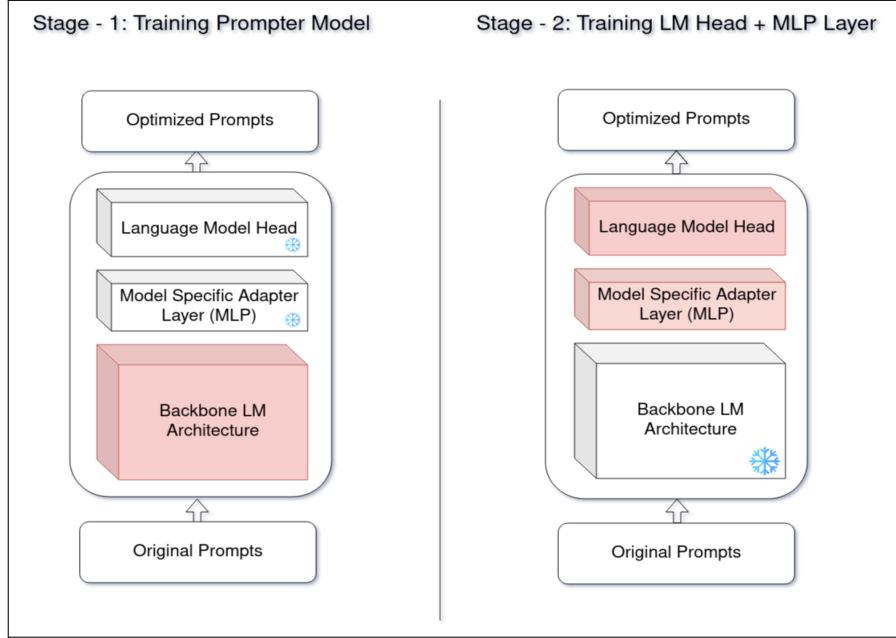 Stage - 1: Training Prompter Model
Optimized Prompts
Language Model Head
Model Specific Adapter
Layer (MLP)
Backbone LM
Architecture
Original Prompts
Stage - 2: Training LM Head + MLP Layer
Optimized Prompts
Language Model Head
Model Specific Adapter
Layer (MLP)
Backbone LM
Architecture
Original Prompts